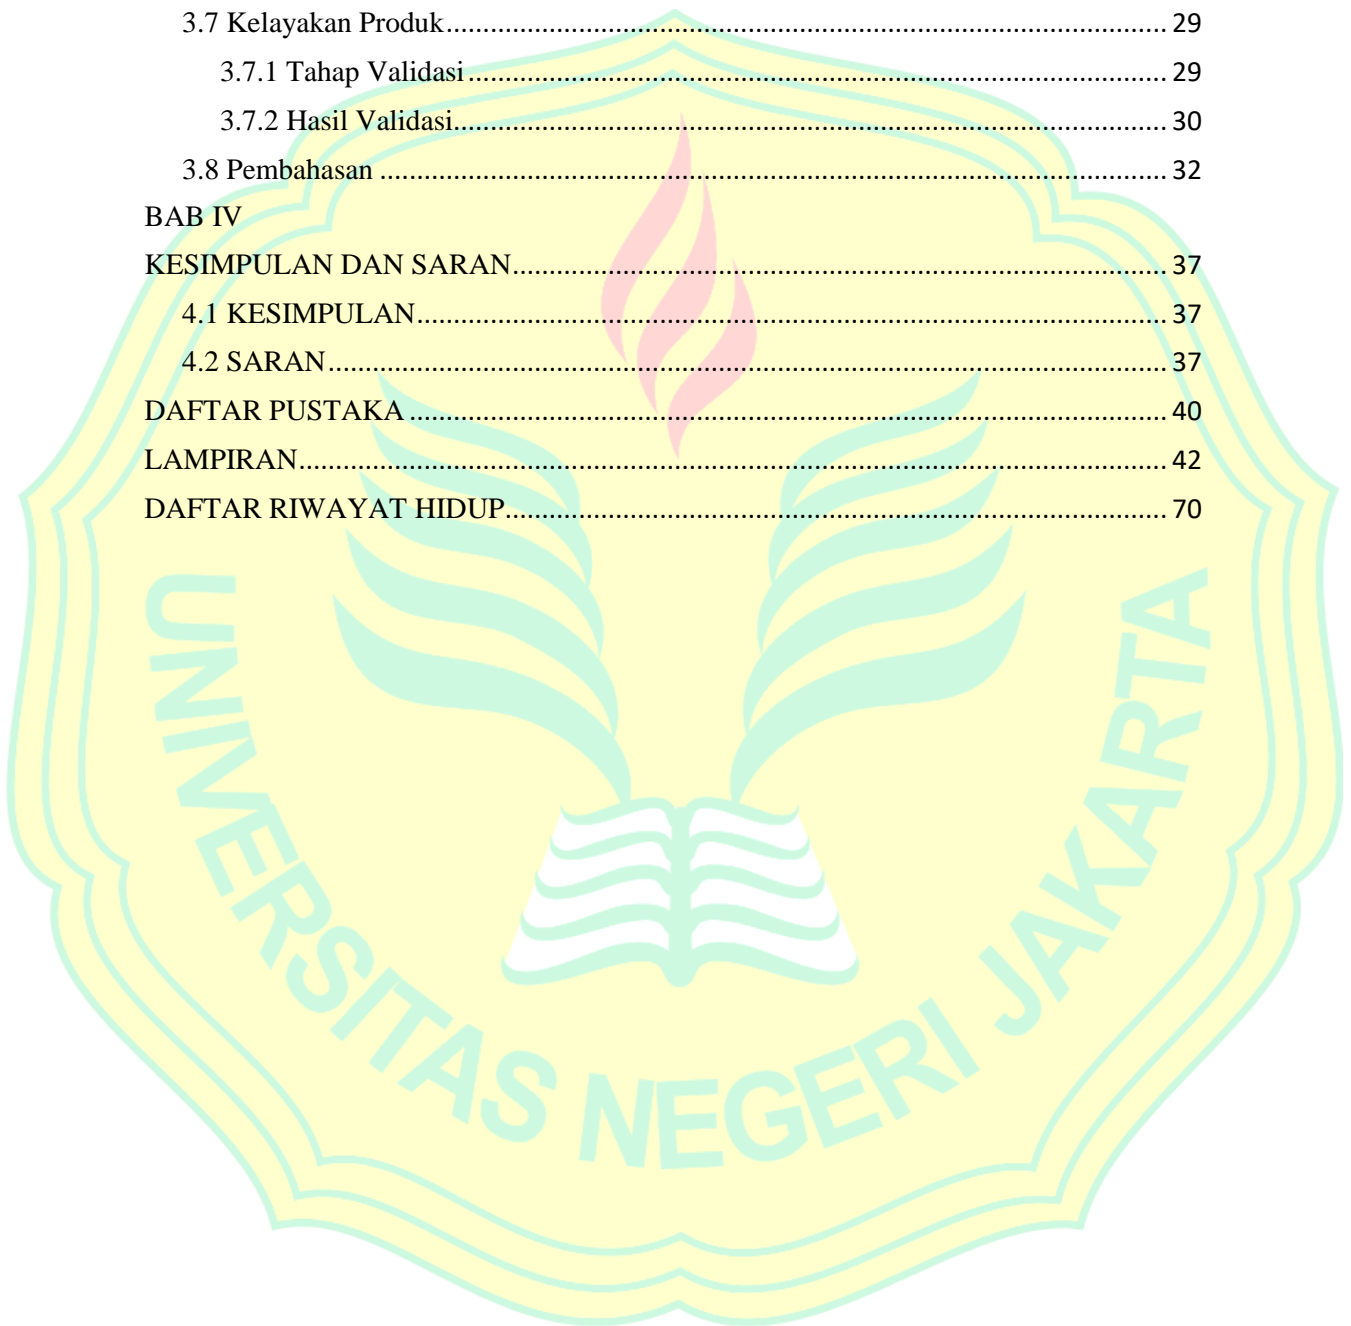 3.7 Kelayakan Produk........................................................................................................ 29
3.7.1 Tahap Validasi.................................................................................................. 29
3.7.2 Hasil Validasi.................................................................................................... 30
3.8 Pembahasan ............................................................................................................. 32
BAB IV
KESIMPULAN DAN SARAN............................................................................................ 37
4.1 KESIMPULAN......................................................................................................... 37
4.2 SARAN.................................................................................................................... 37
DAFTAR PUSTAKA ......................................................................................................... 40
LAMPIRAN........................................................................................................................ 42
DAFTAR RIWAYAT HIDUP............................................................................................. 70
UNIVERSITAS NEGERI JAKARTA